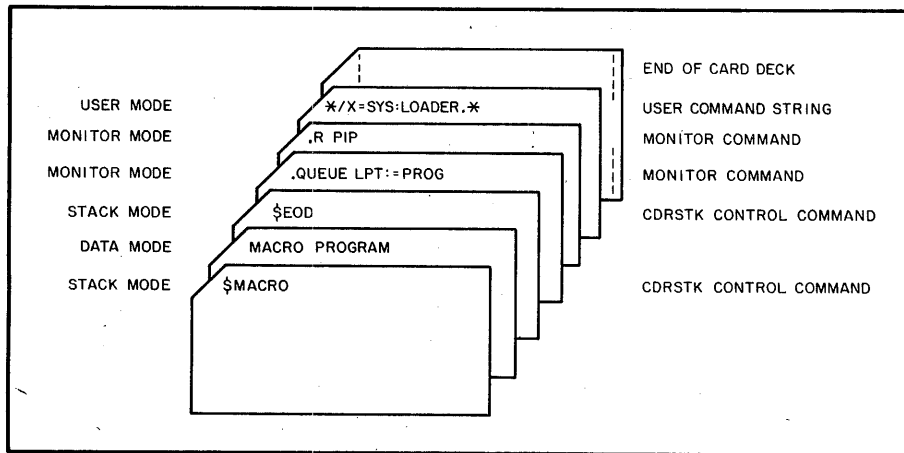 END OF CARD DECK
USER MODE */X=SYS:LOADER.* USER COMMAND STRING
MONITOR MODE .R PIP MONITOR COMMAND
MONITOR MODE .QUEUE LPT:=PROG MONITOR COMMAND
STACK MODE $EOD CDRSTK CONTROL COMMAND
DATA MODE MACRO PROGRAM
STACK MODE $MACRO CDRSTK CONTROL COMMAND